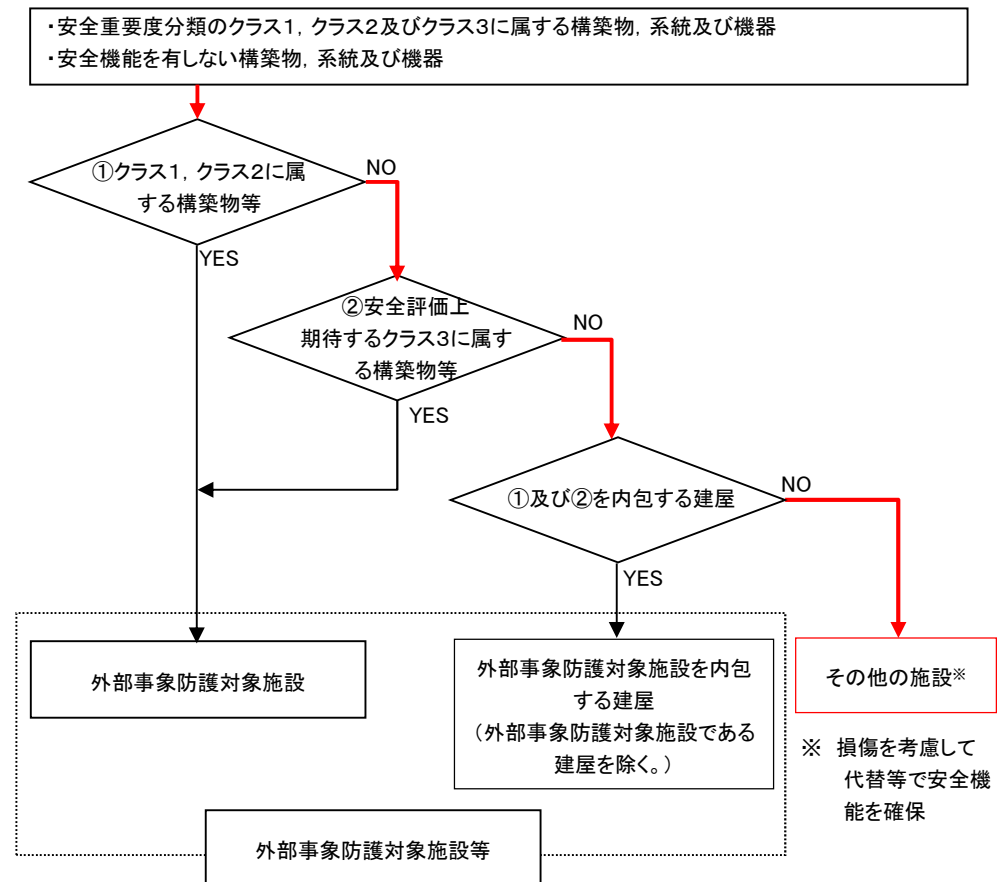 ・安全重要度分類のクラス1，クラス2及びクラス3に属する構築物，系統及び機器
・安全機能を有しない構築物，系統及び機器
①クラス1，クラス2に属
する構築物等
NO
YES
②安全評価上
期待するクラス3に属す
る構築物等
NO
YES
①及び②を内包する建屋
NO
YES
外部事象防護対象施設
外部事象防護対象施設を内包
する建屋
（外部事象防護対象施設である
建屋を除く。）
その他の施設※
※ 損傷を考慮して
代替等で安全機
能を確保
外部事象防護対象施設等